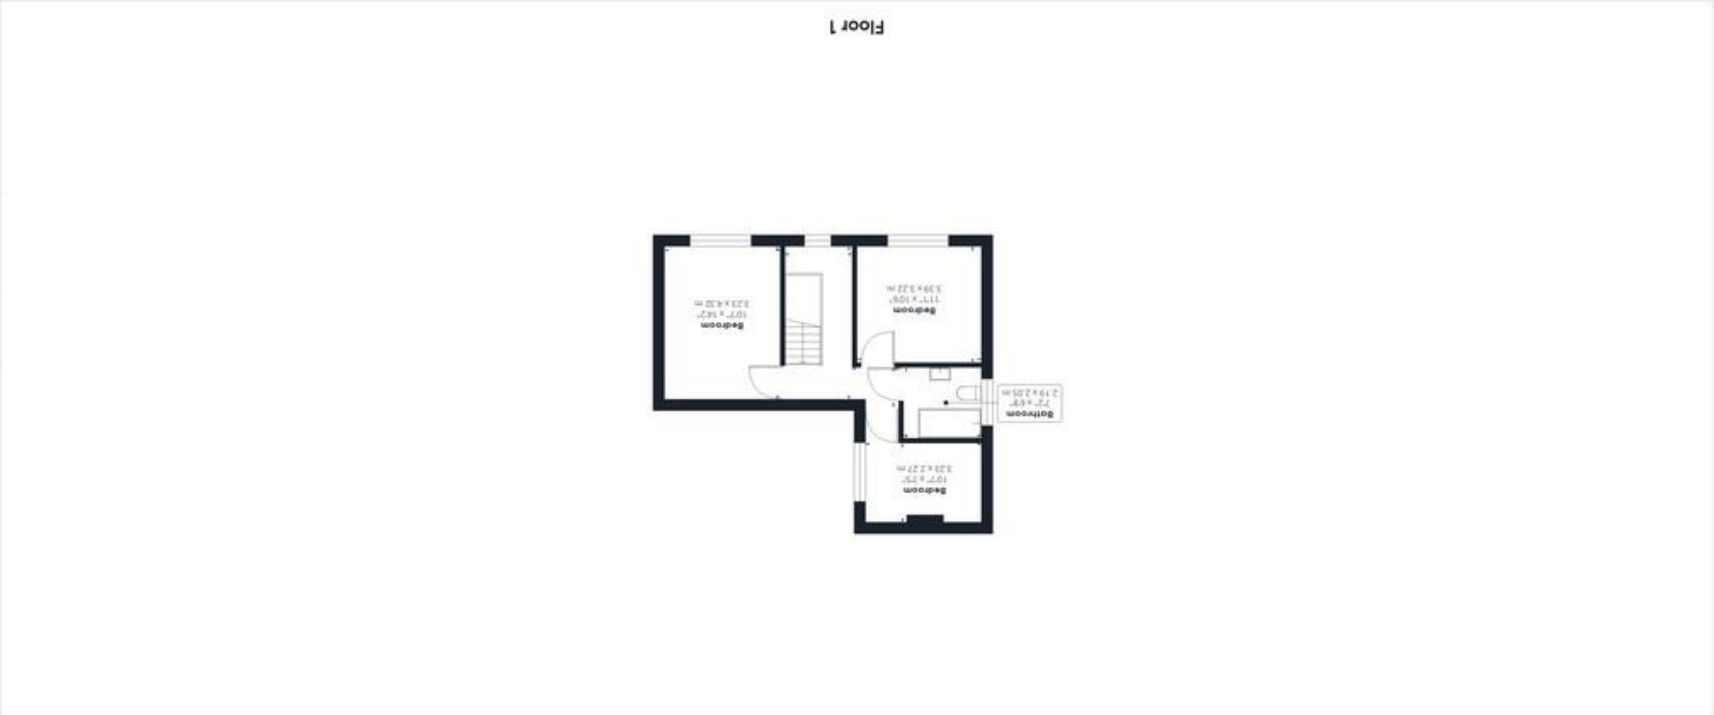 Bedroom
10'7" x 7'5"
3.23 x 2.27 m
Bathroom
7'2" x 6'8"
2.19 x 2.05 m
Bedroom
11'1" x 10'6"
3.39 x 3.22 m
Bedroom
10'7" x 14'2"
3.23 x 4.32 m
Floor 1